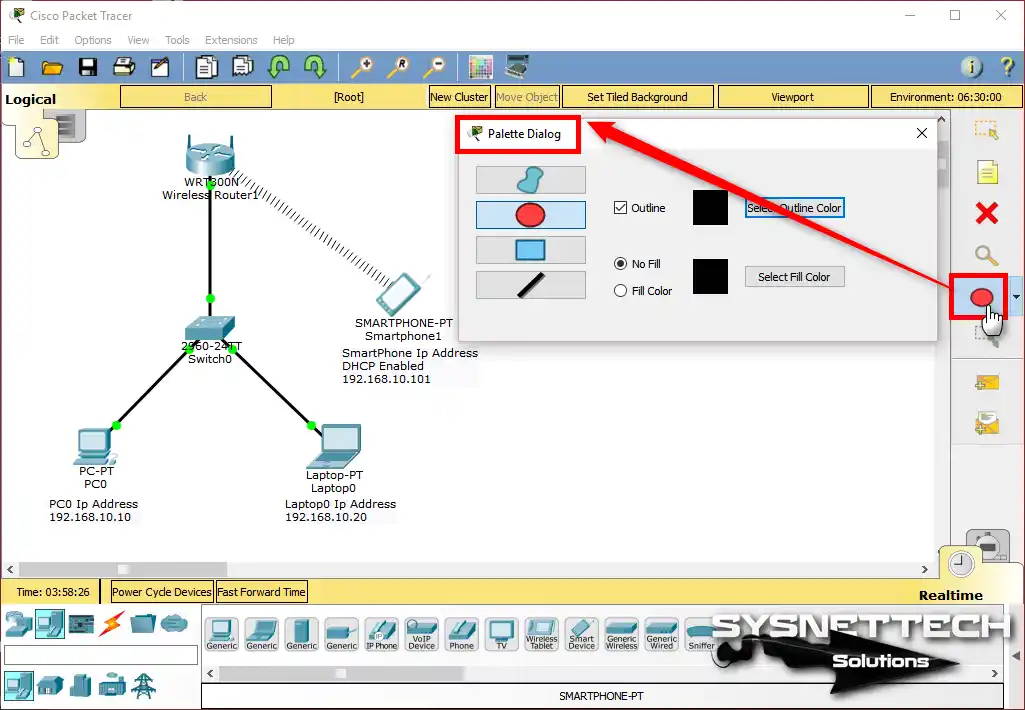 Cisco Packet Tracer
File Edit Options View Tools Extensions Help
Logical
Back
[Root]
New Cluster
Move Object
Set Tiled Background
Viewport
Environment: 06:30:00
Palette Dialog
Outline
Select Outline Color
No Fill
Fill Color
Select Fill Color
WRT300N
Wireless Router1
SMARTPHONE-PT
Smartphone1
SmartPhone Ip Address
DHCP Enabled
192.168.10.101
2960-24TT
Switch0
PC-PT
PC0
PC0 Ip Address
192.168.10.10
Laptop-PT
Laptop0
Laptop0 Ip Address
192.168.10.20
Time: 03:58:26
Power Cycle Devices
Fast Forward Time
Realtime
Generic
Generic
Generic
Generic
IP
IP Phone
VoIP
Device
Phone
TV
Wireless
Tablet
Smart
Device
Generic
Wireless
Generic
Wired
Sniffer
SYSNETTECH
Solutions
SMARTPHONE-PT